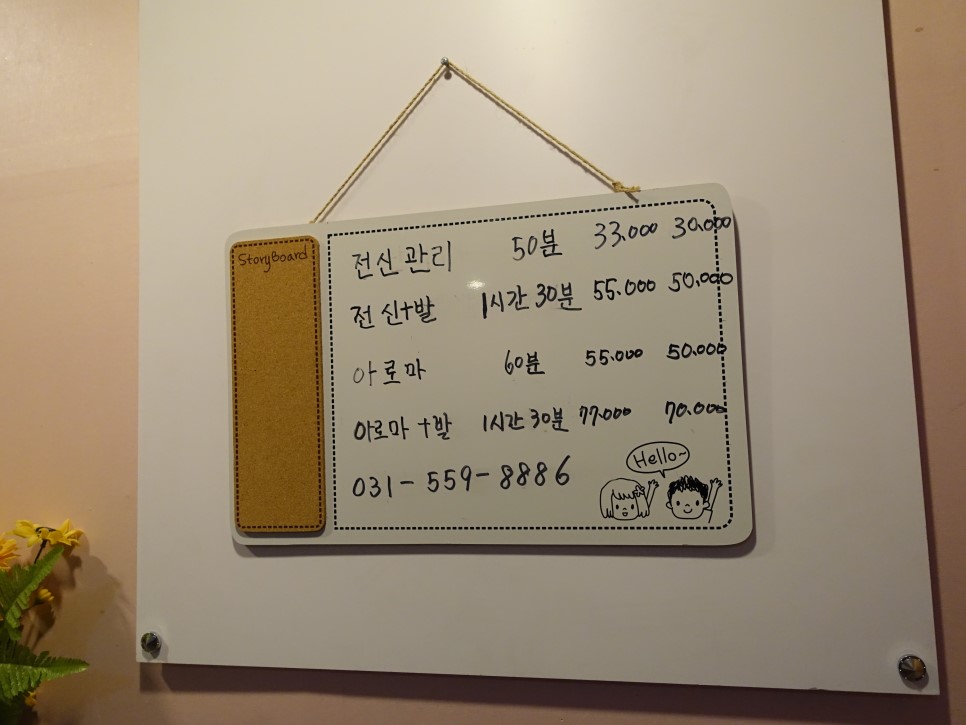 StoryBoard
전신 관리 50분 33.000 30.000
전신+발 1시간 30분 55.000 50.000
아로마 60분 55.000 50.000
아로마 +발 1시간 30분 77.000 70.000
031-559-8886
Hello~